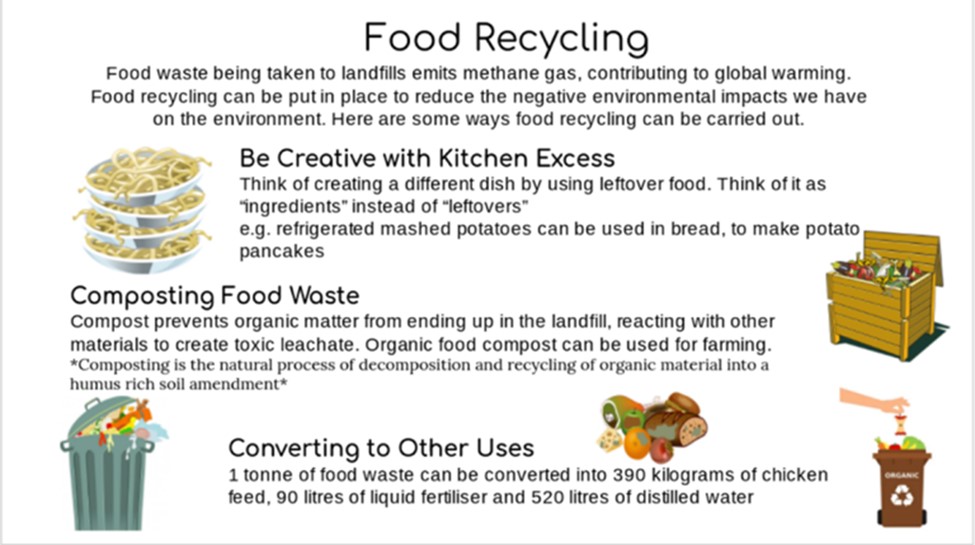 Food Recycling
Food waste being taken to landfills emits methane gas, contributing to global warming.
Food recycling can be put in place to reduce the negative environmental impacts we have
on the environment. Here are some ways food recycling can be carried out.
Be Creative with Kitchen Excess
Think of creating a different dish by using leftover food. Think of it as
“ingredients” instead of “leftovers”
e.g. refrigerated mashed potatoes can be used in bread, to make potato
pancakes
Composting Food Waste
Compost prevents organic matter from ending up in the landfill, reacting with other
materials to create toxic leachate. Organic food compost can be used for farming.
*Composting is the natural process of decomposition and recycling of organic material into a
humus rich soil amendment*
Converting to Other Uses
1 tonne of food waste can be converted into 390 kilograms of chicken
feed, 90 litres of liquid fertiliser and 520 litres of distilled water
ORGANIC